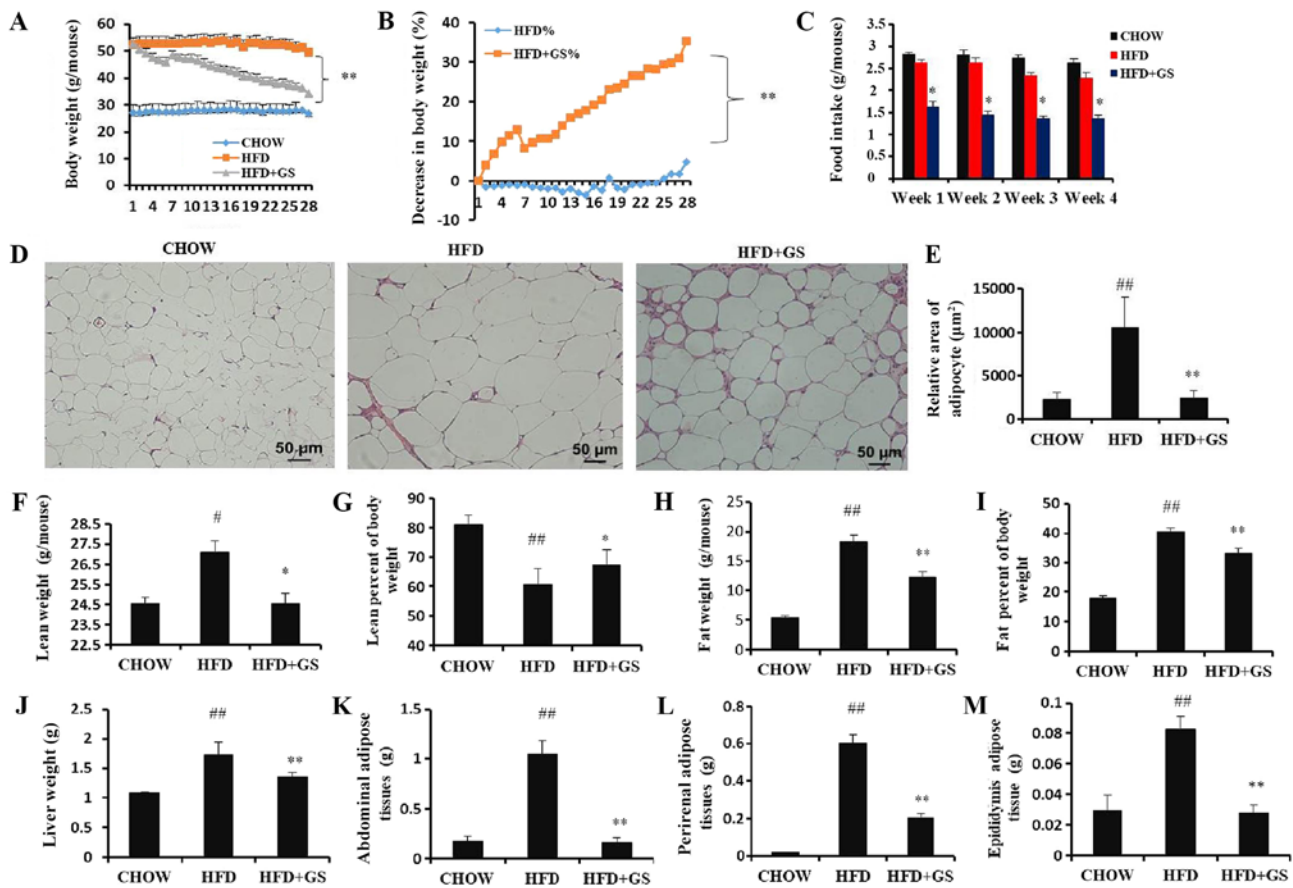 A
Body weight (g/mouse)
60
50
40
30
20
10
0
1 4 7 10 13 16 19 22 25 28
CHOW
HFD
HFD+GS
**
B
Decrease in body weight (%)
40
30
20
10
0
-10
1 4 7 10 13 15 18 19 22 25 28
HFD%
HFD+GS%
**
C
Food intake (g/mouse)
3.5
3
2.5
2
1.5
1
0.5
0
* * * *
Week 1 Week 2 Week 3 Week 4
CHOW
HFD
HFD+GS
D
CHOW HFD HFD+GS
50 μm 50 μm 50 μm
E
Relative area of
adipocyte (μm²)
15000
10000
5000
0
##
**
CHOW HFD HFD+GS
F
Lean weight (g/mouse)
28.5
27.5
26.5
25.5
24.5
23.5
22.5
#
*
CHOW HFD HFD+GS
G
Lean percent of body
weight
90
80
70
60
50
40
##
*
CHOW HFD HFD+GS
H
Fat weight (g/mouse)
25
20
15
10
5
0
##
**
CHOW HFD HFD+GS
I
Fat percent of body
weight
50
40
30
20
10
0
##
**
CHOW HFD HFD+GS
J
Liver weight (g)
2.5
2
1.5
1
0.5
0
##
**
CHOW HFD HFD+GS
K
Abdominal adipose
tissues (g)
1.5
1
0.5
0
##
**
CHOW HFD HFD+GS
L
Perirenal adipose
tissues (g)
0.8
0.6
0.4
0.2
0
##
**
CHOW HFD HFD+GS
M
Epididymis adipose
tissue (g)
0.1
0.08
0.06
0.04
0.02
0
##
**
CHOW HFD HFD+GS